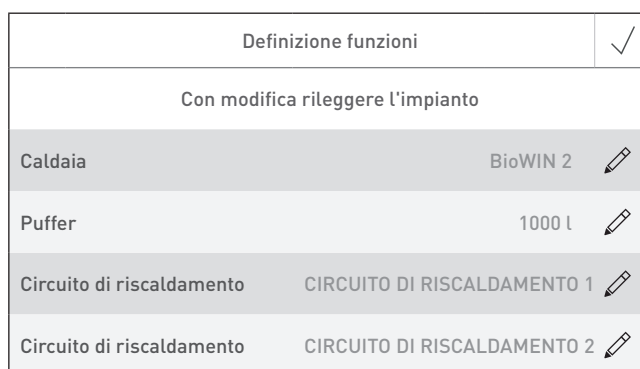 Definizione funzioni
Con modifica rileggere l'impianto
Caldaia BioWIN 2
Puffer 1000 l
Circuito di riscaldamento CIRCUITO DI RISCALDAMENTO 1
Circuito di riscaldamento CIRCUITO DI RISCALDAMENTO 2